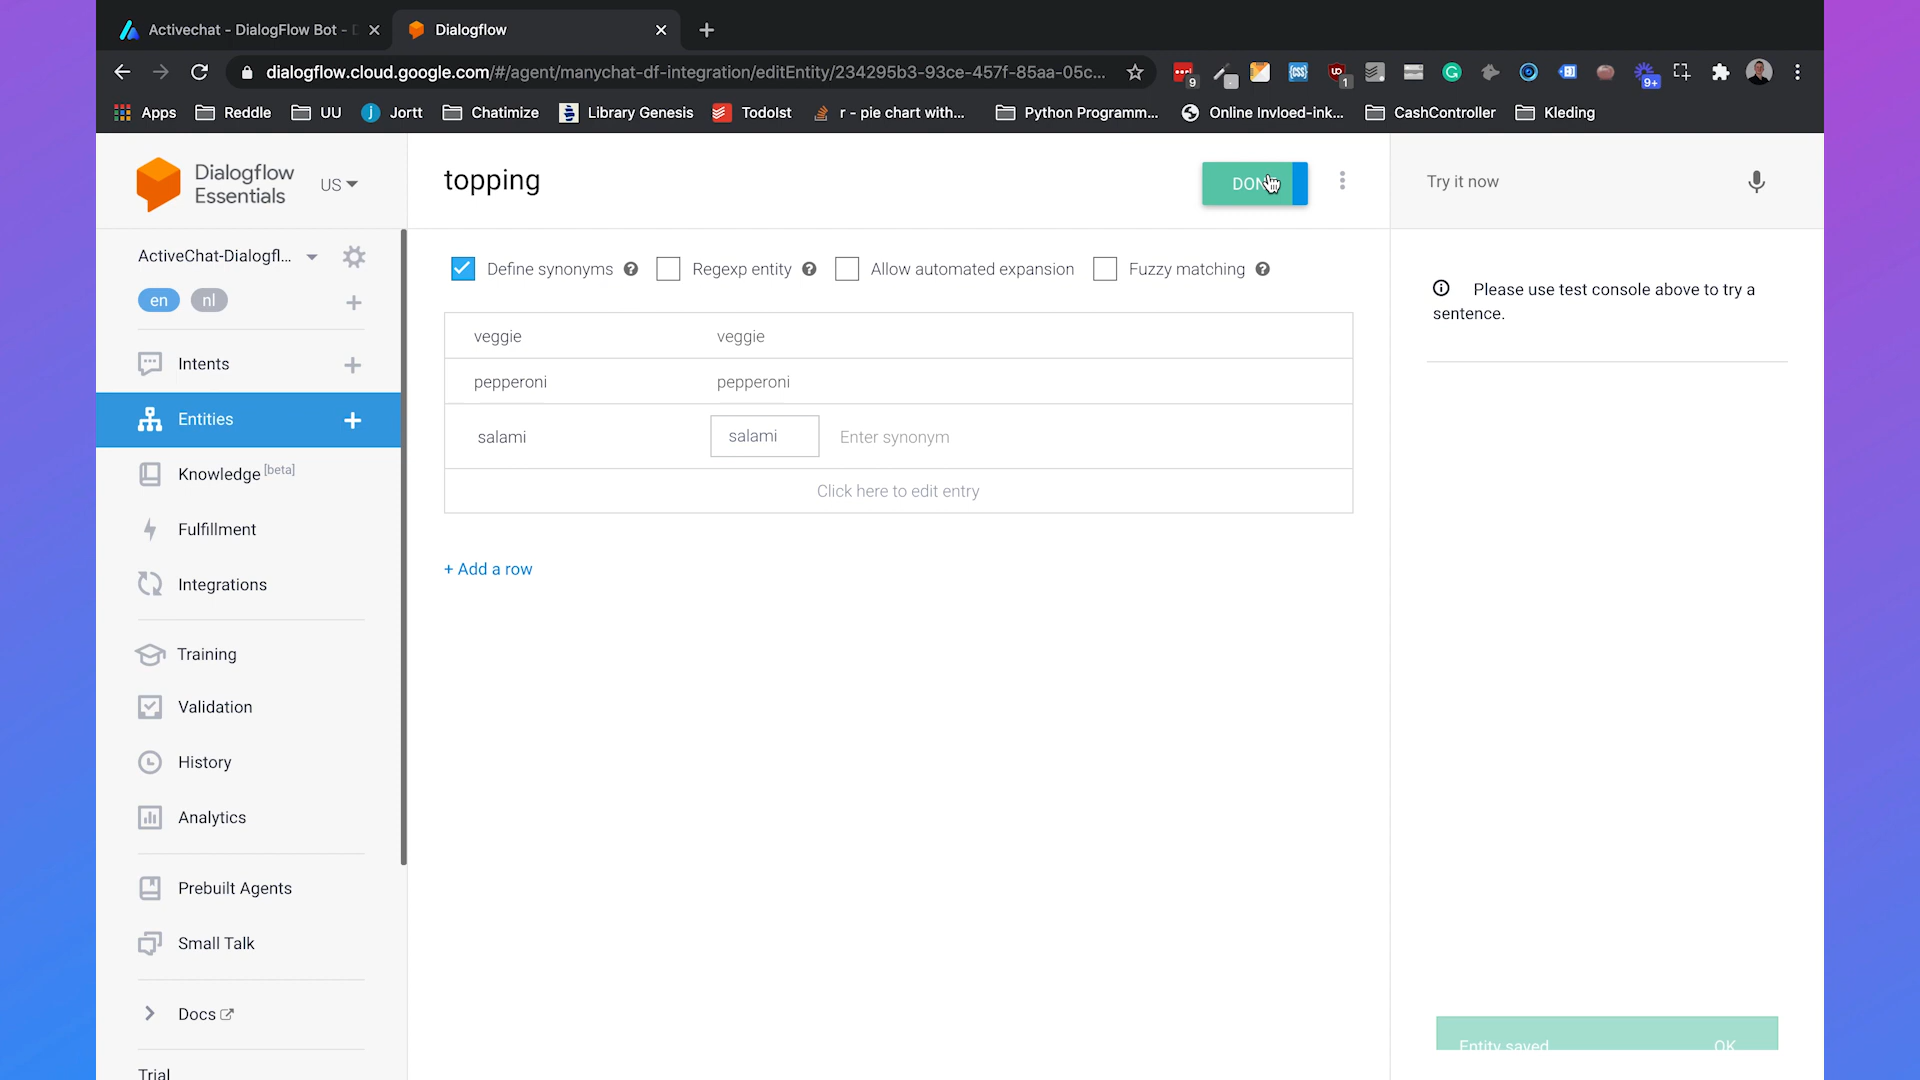 Activechat - DialogFlow Bot -
Dialogflow
dialogflow.cloud.google.com/#/agent/manychat-df-integration/editEntity/234295b3-93ce-457f-85aa-05c...
9
1
9+
Apps
Reddle
UU
Jortt
Chatimize
Library Genesis
TodoIst
r - pie chart with...
Python Programm...
Online Invloed-ink...
CashController
Kleding
Dialogflow
Essentials
US
topping
DON
Try it now
ActiveChat-Dialogfl...
en
nl
Define synonyms
Regexp entity
Allow automated expansion
Fuzzy matching
Please use test console above to try a
sentence.
veggie
veggie
pepperoni
pepperoni
salami
salami
Enter synonym
Click here to edit entry
+ Add a row
Intents
Entities
Knowledge [beta]
Fulfillment
Integrations
Training
Validation
History
Analytics
Prebuilt Agents
Small Talk
Docs
Trial
Entity saved
OK